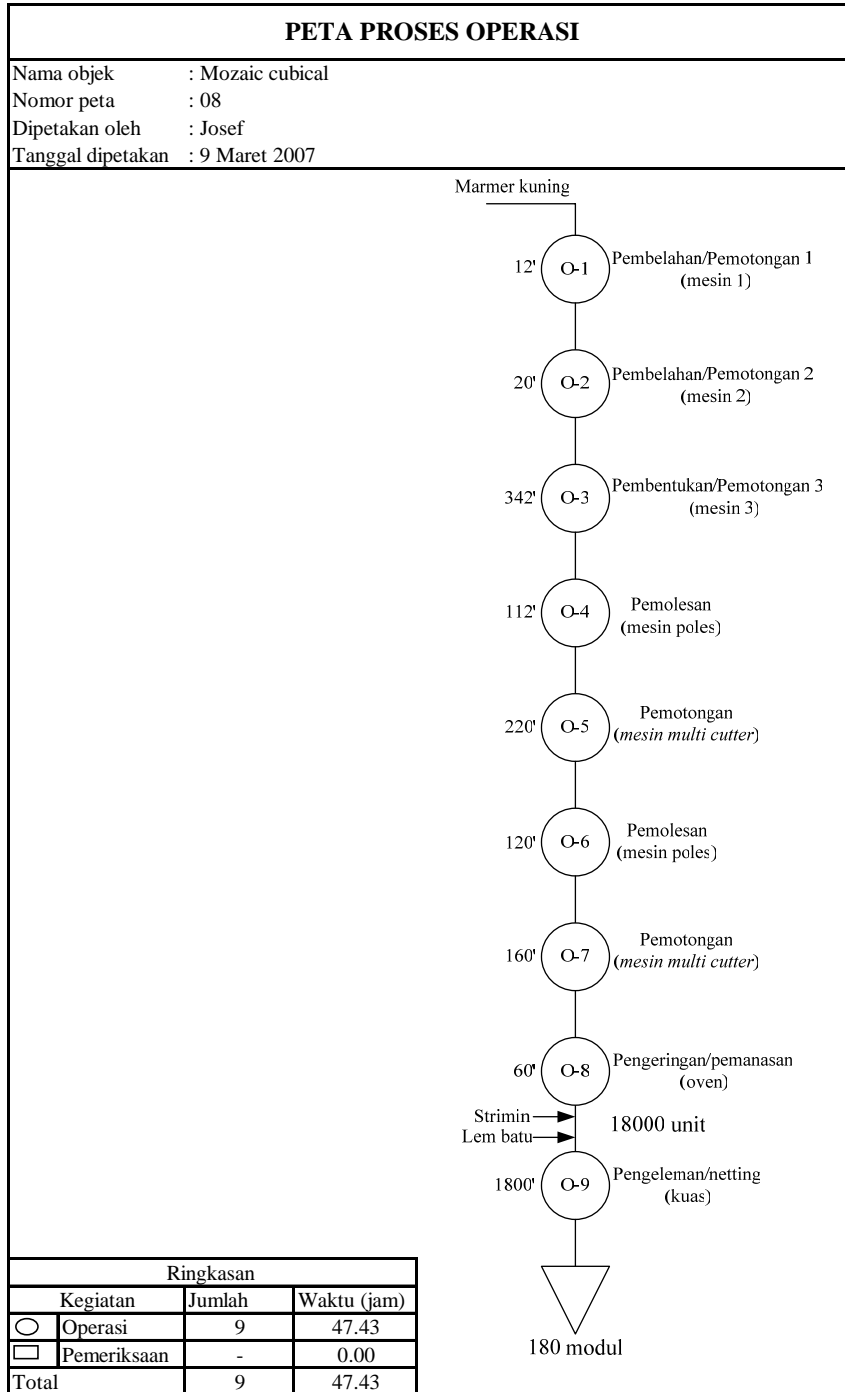 PETA PROSES OPERASI
Nama objek : Mozaic cubical
Nomor peta : 08
Dipetakan oleh : Josef
Tanggal dipetakan : 9 Maret 2007
Marmer kuning
12' O-1 Pembelahan/Pemotongan 1
(mesin 1)
20' O-2 Pembelahan/Pemotongan 2
(mesin 2)
342' O-3 Pembentukan/Pemotongan 3
(mesin 3)
112' O-4 Pemolesan
(mesin poles)
220' O-5 Pemotongan
(mesin multi cutter)
120' O-6 Pemolesan
(mesin poles)
160' O-7 Pemotongan
(mesin multi cutter)
60' O-8 Pengeringan/pemanasan
(oven)
Strimin
18000 unit
Lem batu
1800' O-9 Pengeleman/netting
(kuas)
180 modul
Ringkasan
Kegiatan Jumlah Waktu (jam)
Operasi 9 47.43
Pemeriksaan - 0.00
Total 9 47.43